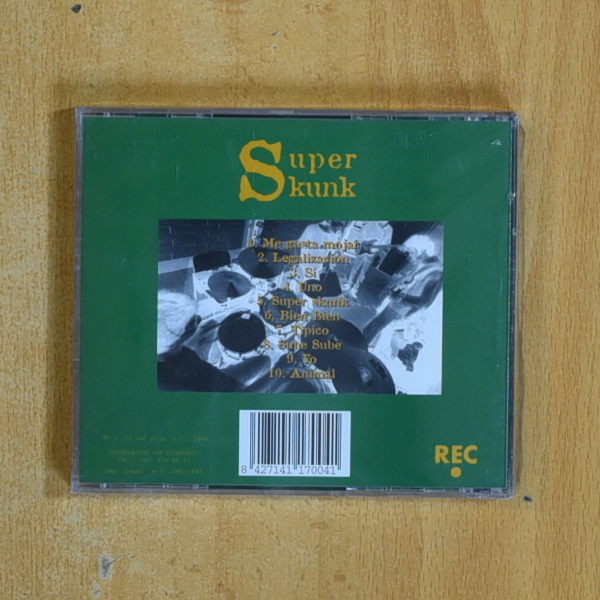 Super
Skunk
1. Me gusta mojar
2. Legalización
3. Si
4. Uno
5. Super skunk
6. Bien Bien
7. Tipico
8. Sube Sube
9. Yo
10. Animal
8 427141 170041
REC